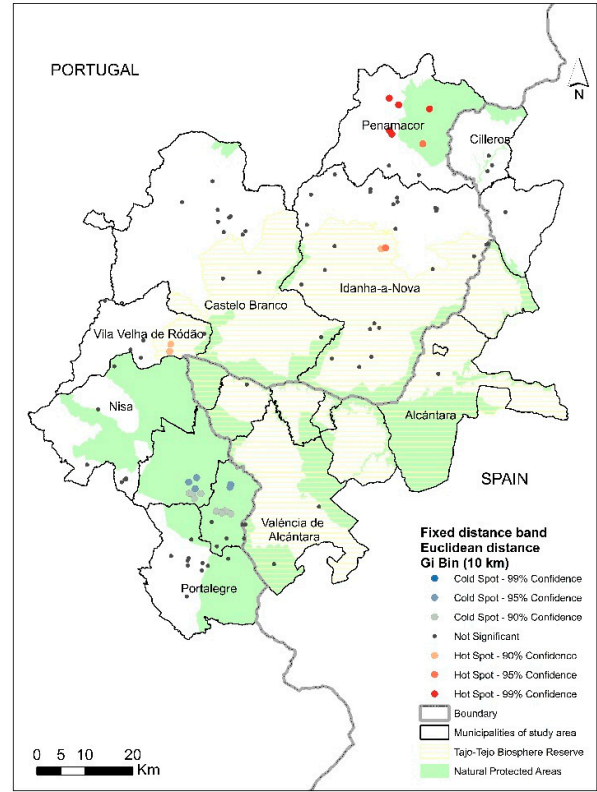 PORTUGAL
N
Penamacor
Cilleros
Idanha-a-Nova
Castelo Branco
Vila Velha de Ródão
Nisa
Alcántara
SPAIN
Valéncia de
Alcántara
Portalegre
Fixed distance band
Euclidean distance
Gi Bin (10 km)
Cold Spot - 99% Confidence
Cold Spot - 95% Confidence
Cold Spot - 90% Confidence
Not Significant
Hot Spot - 90% Confidence
Hot Spot - 95% Confidence
Hot Spot - 99% Confidence
Boundary
Municipalities of study area
Tajo-Tejo Biosphere Reserve
Natural Protected Areas
0 5 10 20
Km